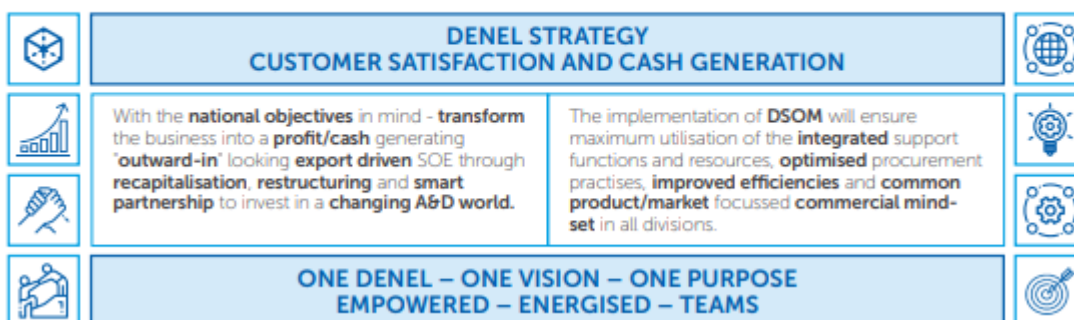 DENEL STRATEGY
CUSTOMER SATISFACTION AND CASH GENERATION
With the national objectives in mind - transform
the business into a profit/cash generating
"outward-in" looking export driven SOE through
recapitalisation, restructuring and smart
partnership to invest in a changing A&D world.
The implementation of DSOM will ensure
maximum utilisation of the integrated support
functions and resources, optimised procurement
practises, improved efficiencies and common
product/market focussed commercial mind-
set in all divisions.
ONE DENEL – ONE VISION – ONE PURPOSE
EMPOWERED – ENERGISED – TEAMS